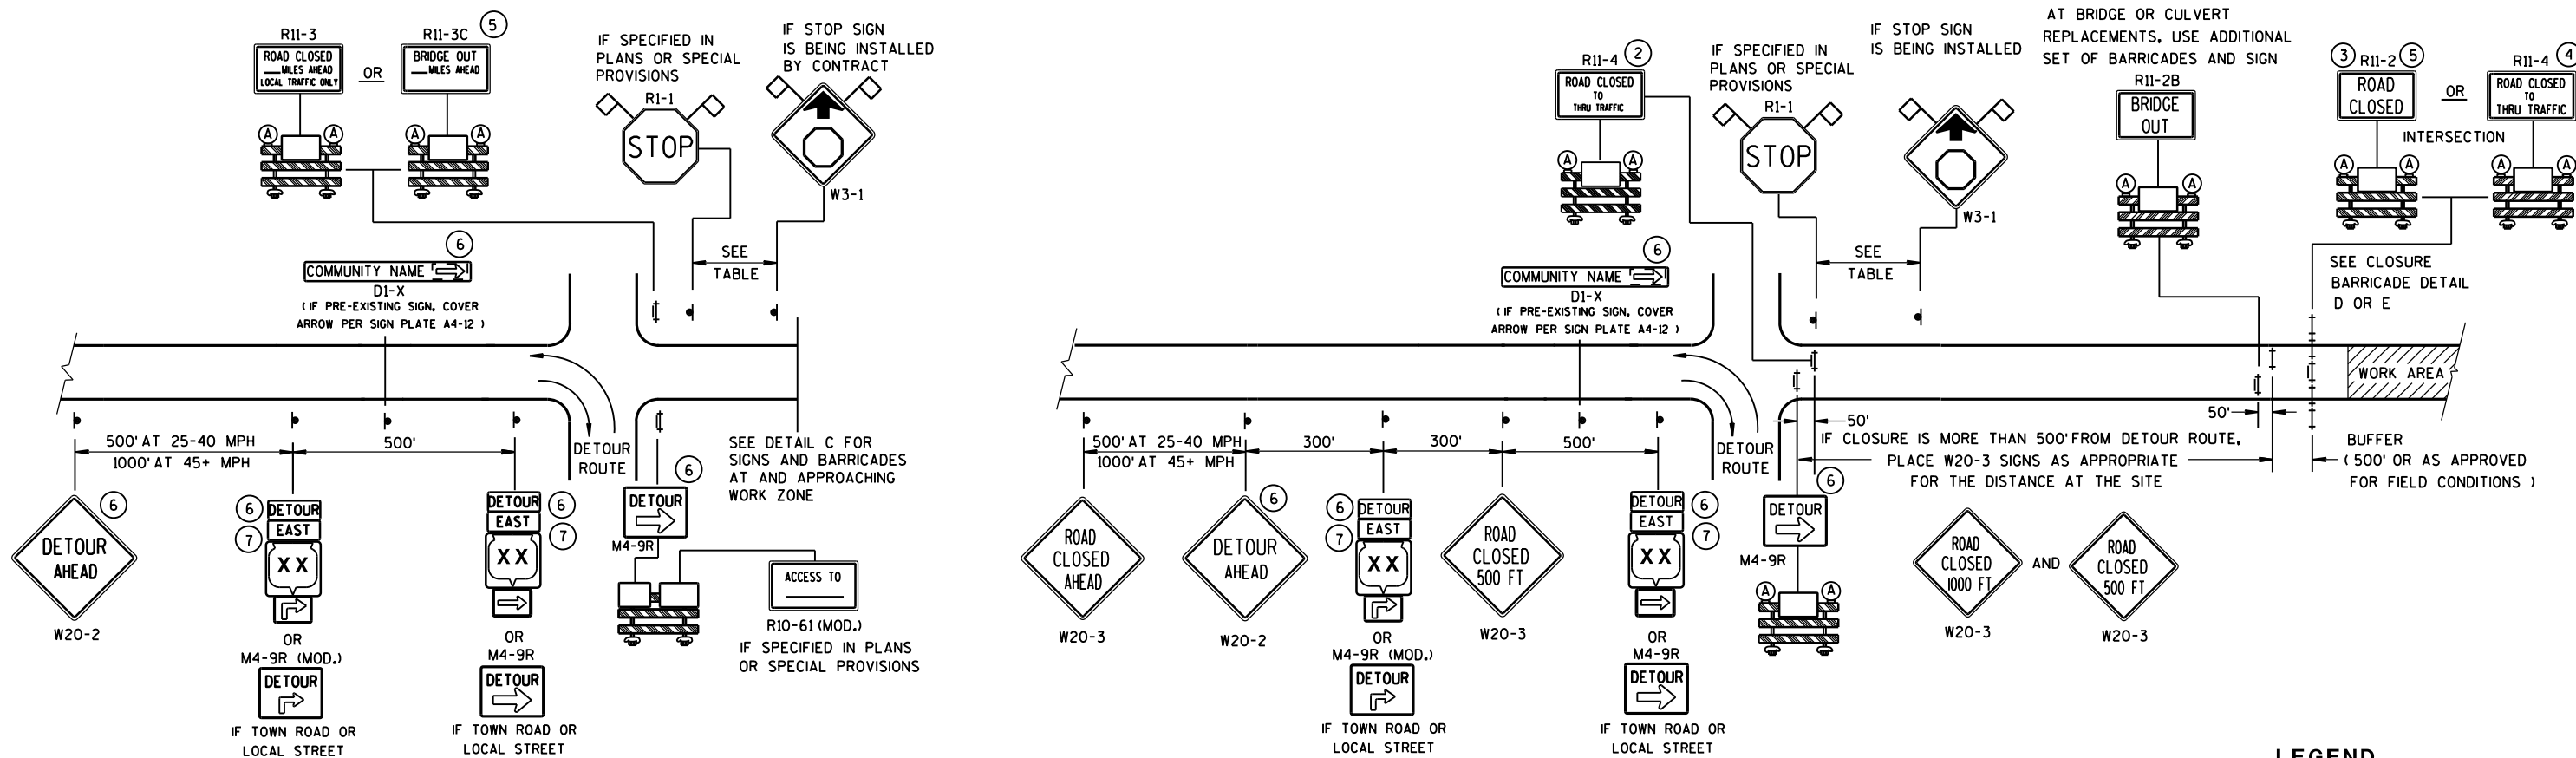 R11-3
ROAD CLOSED
___MILES AHEAD
LOCAL TRAFFIC ONLY
OR
R11-3C
5
BRIDGE OUT
___MILES AHEAD
A
A
A
A
IF SPECIFIED IN
PLANS OR SPECIAL
PROVISIONS
R1-1
STOP
IF STOP SIGN
IS BEING INSTALLED
BY CONTRACT
W3-1
SEE
TABLE
6
COMMUNITY NAME
D1-X
(IF PRE-EXISTING SIGN, COVER
ARROW PER SIGN PLATE A4-12 )
500' AT 25-40 MPH
1000' AT 45+ MPH
500'
DETOUR
ROUTE
SEE DETAIL C FOR
SIGNS AND BARRICADES
AT AND APPROACHING
WORK ZONE
6
DETOUR
AHEAD
W20-2
6
7
DETOUR
EAST
XX
OR
M4-9R (MOD.)
DETOUR
IF TOWN ROAD OR
LOCAL STREET
DETOUR
EAST
XX
6
7
OR
M4-9R
DETOUR
IF TOWN ROAD OR
LOCAL STREET
6
DETOUR
M4-9R
ACCESS TO
R10-61 (MOD.)
IF SPECIFIED IN PLANS
OR SPECIAL PROVISIONS
R11-4
2
ROAD CLOSED
TO
THRU TRAFFIC
A
A
IF SPECIFIED IN
PLANS OR SPECIAL
PROVISIONS
R1-1
STOP
IF STOP SIGN
IS BEING INSTALLED
W3-1
SEE
TABLE
AT BRIDGE OR CULVERT
REPLACEMENTS, USE ADDITIONAL
SET OF BARRICADES AND SIGN
R11-2B
BRIDGE
OUT
A
A
3
R11-2
5
ROAD
CLOSED
OR
R11-4
4
ROAD CLOSED
TO
THRU TRAFFIC
INTERSECTION
A
A
A
A
SEE CLOSURE
BARRICADE DETAIL
D OR E
6
COMMUNITY NAME
D1-X
(IF PRE-EXISTING SIGN, COVER
ARROW PER SIGN PLATE A4-12 )
WORK AREA
500' AT 25-40 MPH
1000' AT 45+ MPH
300'
300'
500'
DETOUR
ROUTE
50'
50'
IF CLOSURE IS MORE THAN 500' FROM DETOUR ROUTE,
PLACE W20-3 SIGNS AS APPROPRIATE
FOR THE DISTANCE AT THE SITE
BUFFER
( 500' OR AS APPROVED
FOR FIELD CONDITIONS )
ROAD
CLOSED
AHEAD
W20-3
6
DETOUR
AHEAD
W20-2
6
7
DETOUR
EAST
XX
OR
M4-9R (MOD.)
DETOUR
IF TOWN ROAD OR
LOCAL STREET
ROAD
CLOSED
500 FT
W20-3
DETOUR
EAST
XX
6
7
OR
M4-9R
DETOUR
IF TOWN ROAD OR
LOCAL STREET
6
DETOUR
M4-9R
A
A
ROAD
CLOSED
1000 FT
W20-3
AND
ROAD
CLOSED
500 FT
W20-3
LEGEND